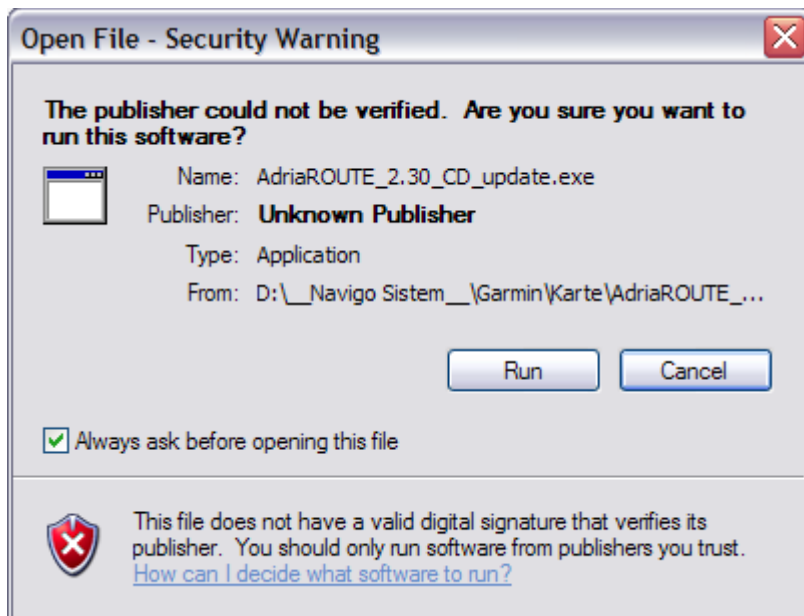 Open File - Security Warning
The publisher could not be verified.  Are you sure you want to
run this software?
Name: AdriaROUTE_2.30_CD_update.exe
Publisher: Unknown Publisher
Type: Application
From: D:\__Navigo Sistem__\Garmin\Karte\AdriaROUTE_...
Run Cancel
Always ask before opening this file
This file does not have a valid digital signature that verifies its
publisher.  You should only run software from publishers you trust.
How can I decide what software to run?